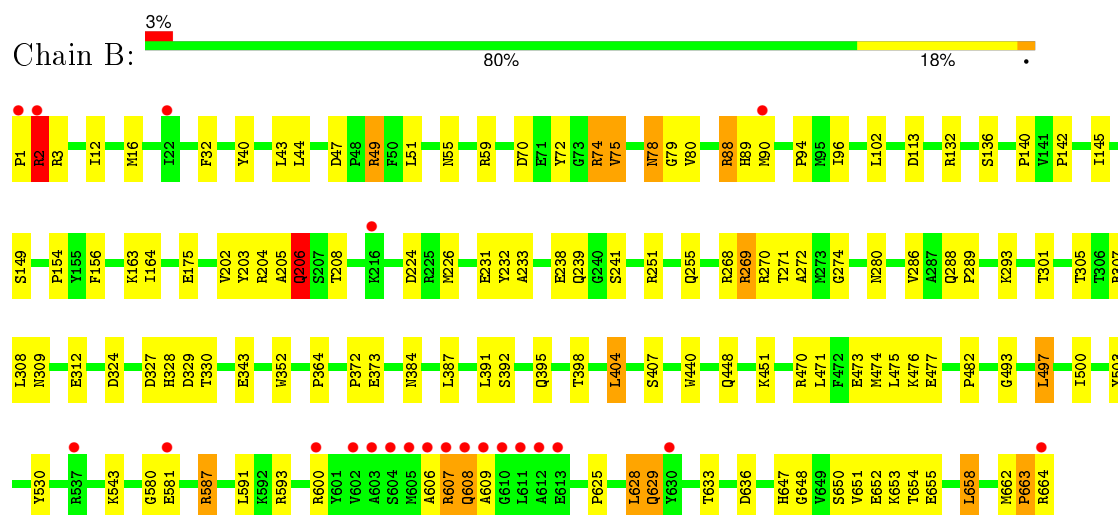 3%
Chain B:
80% 18% •
P1 R2 R3 I12 M16 I22 F32 Y40 L43 L44 D47 P48 R49 F50 L51 N55 R59 D70 E71 Y72 G73 R74 V75 N78 G79 V80 R88 H89 M90 P94 M95 I96 L102 D113 R132 S136 P140 V141 P142 I145
S149 P154 Y155 F156 K163 I164 E175 V202 Y203 R204 A205 Q206 S207 T208 K216 D224 R225 M226 E231 Y232 A233 E238 Q239 G240 S241 R251 Q255 R268 R269 R270 T271 A272 M273 G274 N280 V286 A287 Q288 P289 K293 T301 T305 T306 R307
L308 N309 E312 D324 D327 H328 D329 T330 E343 W352 P364 P372 E373 N384 L387 L391 S392 Q395 T398 L404 S407 W440 Q448 K451 R470 L471 F472 E473 M474 L475 K476 E477 P482 G493 L497 I500 Y503
Y530 R537 K543 G580 E581 R587 L591 K592 R593 R600 Y601 V602 A603 S604 M605 A606 R607 Q608 A609 G610 L611 A612 E613 P625 L628 Q629 Y630 T633 D636 H647 G648 V649 S650 V651 E652 K653 T654 E655 L658 M662 P663 R664